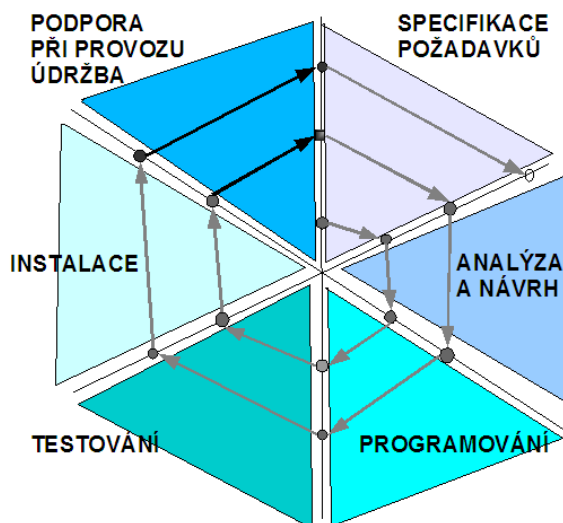 PODPORA
PŘI PROVOZU
ÚDRŽBA
SPECIFIKACE
POŽADAVKŮ
INSTALACE
ANALÝZA
A NÁVRH
TESTOVÁNÍ
PROGRAMOVÁNÍ